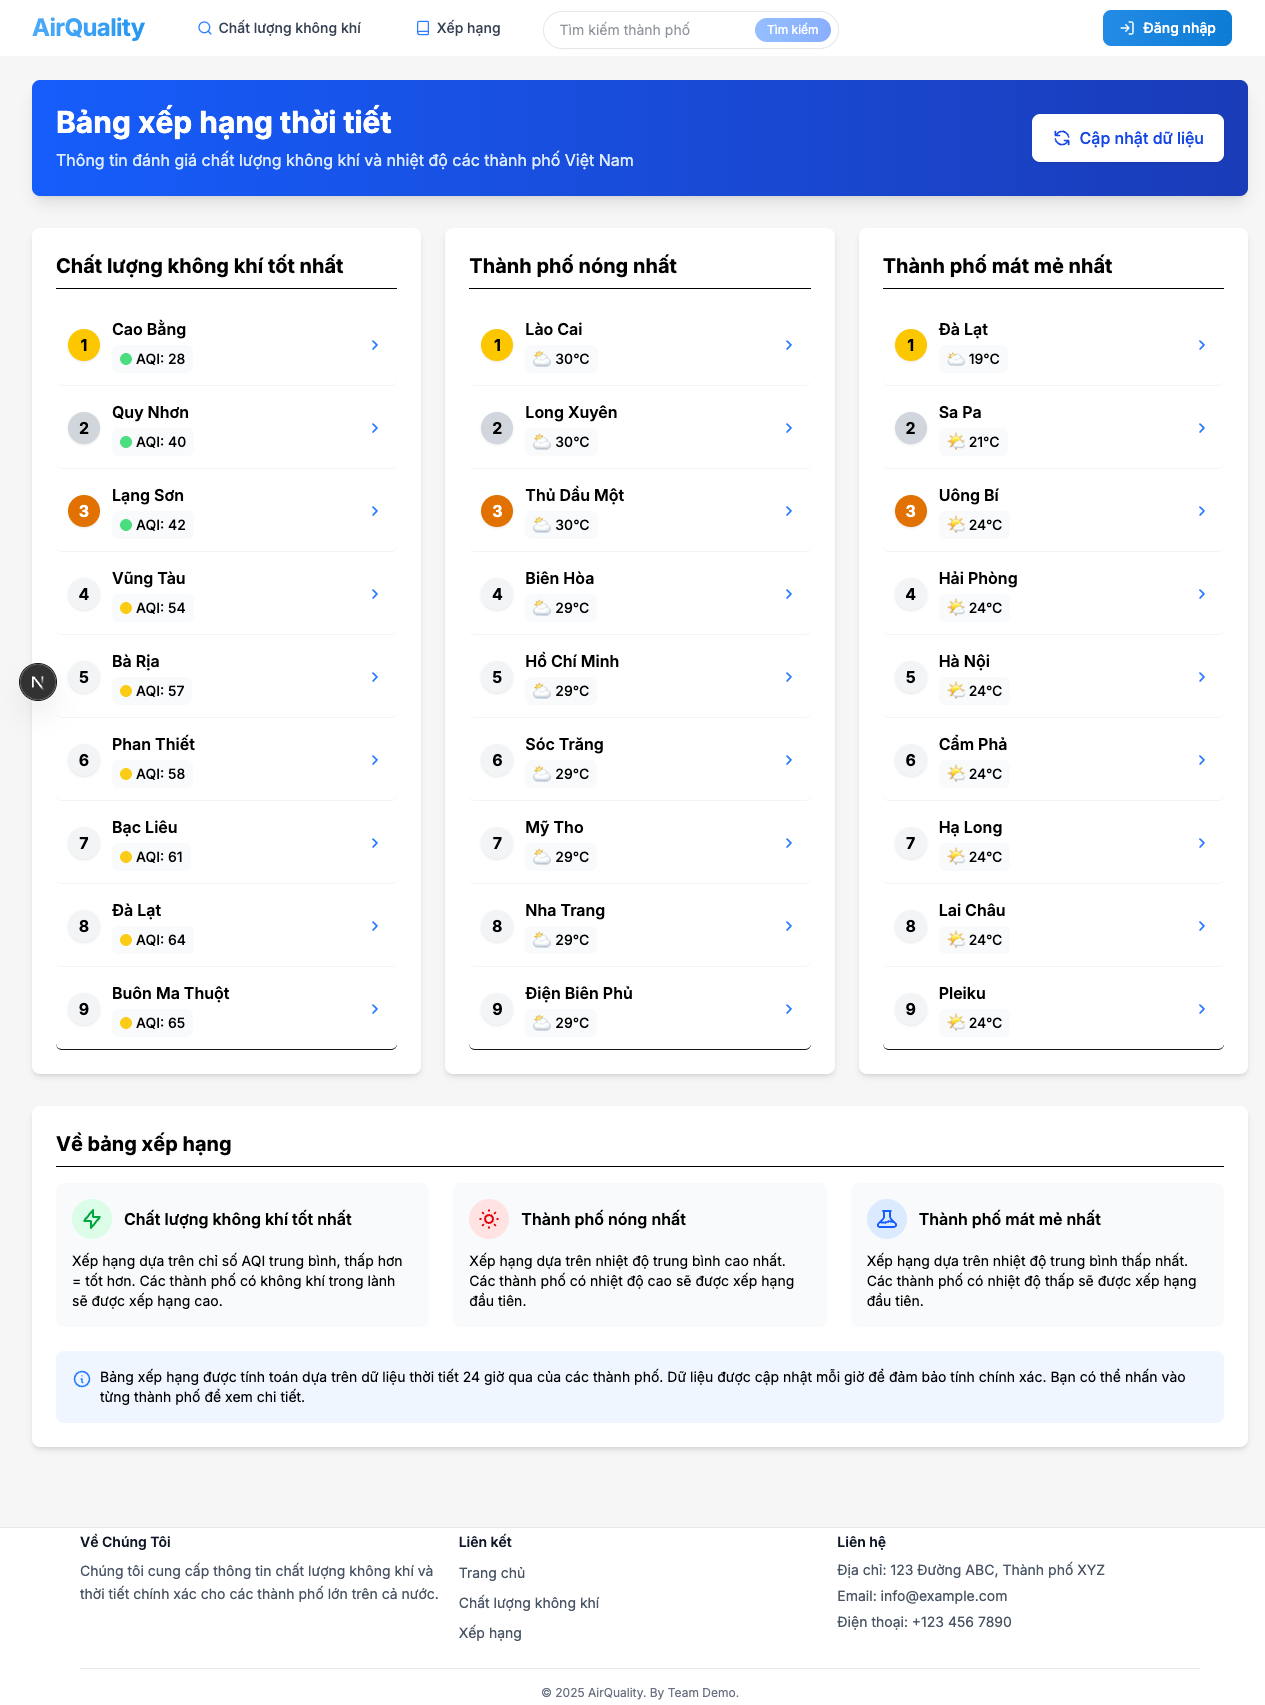 AirQuality
Chất lượng không khí
Xếp hạng
Tìm kiếm thành phố
Tìm kiếm
Đăng nhập
Bảng xếp hạng thời tiết
Thông tin đánh giá chất lượng không khí và nhiệt độ các thành phố Việt Nam
Cập nhật dữ liệu
Chất lượng không khí tốt nhất
1
Cao Bằng
AQI: 28
2
Quy Nhơn
AQI: 40
3
Lạng Sơn
AQI: 42
4
Vũng Tàu
AQI: 54
5
Bà Rịa
AQI: 57
6
Phan Thiết
AQI: 58
7
Bạc Liêu
AQI: 61
8
Đà Lạt
AQI: 64
9
Buôn Ma Thuột
AQI: 65
N
Thành phố nóng nhất
1
Lào Cai
30°C
2
Long Xuyên
30°C
3
Thủ Dầu Một
30°C
4
Biên Hòa
29°C
5
Hồ Chí Minh
29°C
6
Sóc Trăng
29°C
7
Mỹ Tho
29°C
8
Nha Trang
29°C
9
Điện Biên Phủ
29°C
Thành phố mát mẻ nhất
1
Đà Lạt
19°C
2
Sa Pa
21°C
3
Uông Bí
24°C
4
Hải Phòng
24°C
5
Hà Nội
24°C
6
Cẩm Phả
24°C
7
Hạ Long
24°C
8
Lai Châu
24°C
9
Pleiku
24°C
Về bảng xếp hạng
Chất lượng không khí tốt nhất
Xếp hạng dựa trên chỉ số AQI trung bình, thấp hơn
= tốt hơn. Các thành phố có không khí trong lành
sẽ được xếp hạng cao.
Thành phố nóng nhất
Xếp hạng dựa trên nhiệt độ trung bình cao nhất.
Các thành phố có nhiệt độ cao sẽ được xếp hạng
đầu tiên.
Thành phố mát mẻ nhất
Xếp hạng dựa trên nhiệt độ trung bình thấp nhất.
Các thành phố có nhiệt độ thấp sẽ được xếp hạng
đầu tiên.
Bảng xếp hạng được tính toán dựa trên dữ liệu thời tiết 24 giờ qua của các thành phố. Dữ liệu được cập nhật mỗi giờ để đảm bảo tính chính xác. Bạn có thể nhấn vào
từng thành phố để xem chi tiết.
Về Chúng Tôi
Chúng tôi cung cấp thông tin chất lượng không khí và
thời tiết chính xác cho các thành phố lớn trên cả nước.
Liên kết
Trang chủ
Chất lượng không khí
Xếp hạng
Liên hệ
Địa chỉ: 123 Đường ABC, Thành phố XYZ
Email: info@example.com
Điện thoại: +123 456 7890
© 2025 AirQuality. By Team Demo.